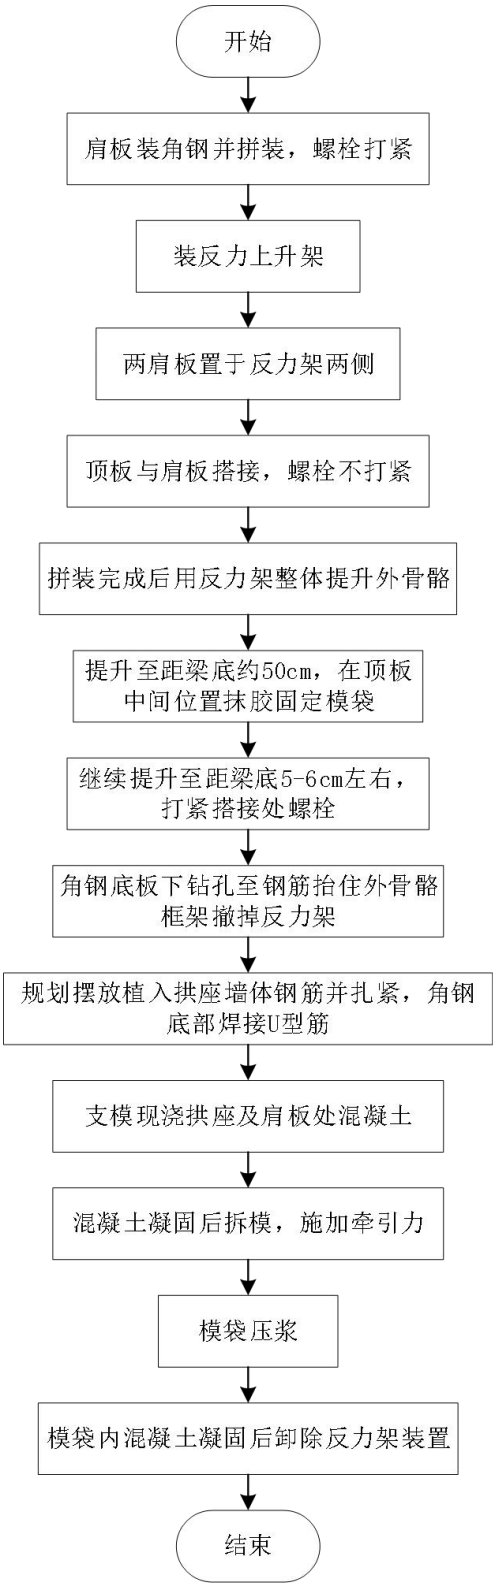 开始
肩板装角钢并拼装，螺栓打紧
装反力上升架
两肩板置于反力架两侧
顶板与肩板搭接，螺栓不打紧
拼装完成后用反力架整体提升外骨骼
提升至距梁底约50cm，在顶板
中间位置抹胶固定模袋
继续提升至距梁底5-6cm左右，
打紧搭接处螺栓
角钢底板下钻孔至钢筋抬住外骨骼
框架撤掉反力架
规划摆放植入拱座墙体钢筋并扎紧，角钢
底部焊接U型筋
支模现浇拱座及肩板处混凝土
混凝土凝固后拆模，施加牵引力
模袋压浆
模袋内混凝土凝固后卸除反力架装置
结束